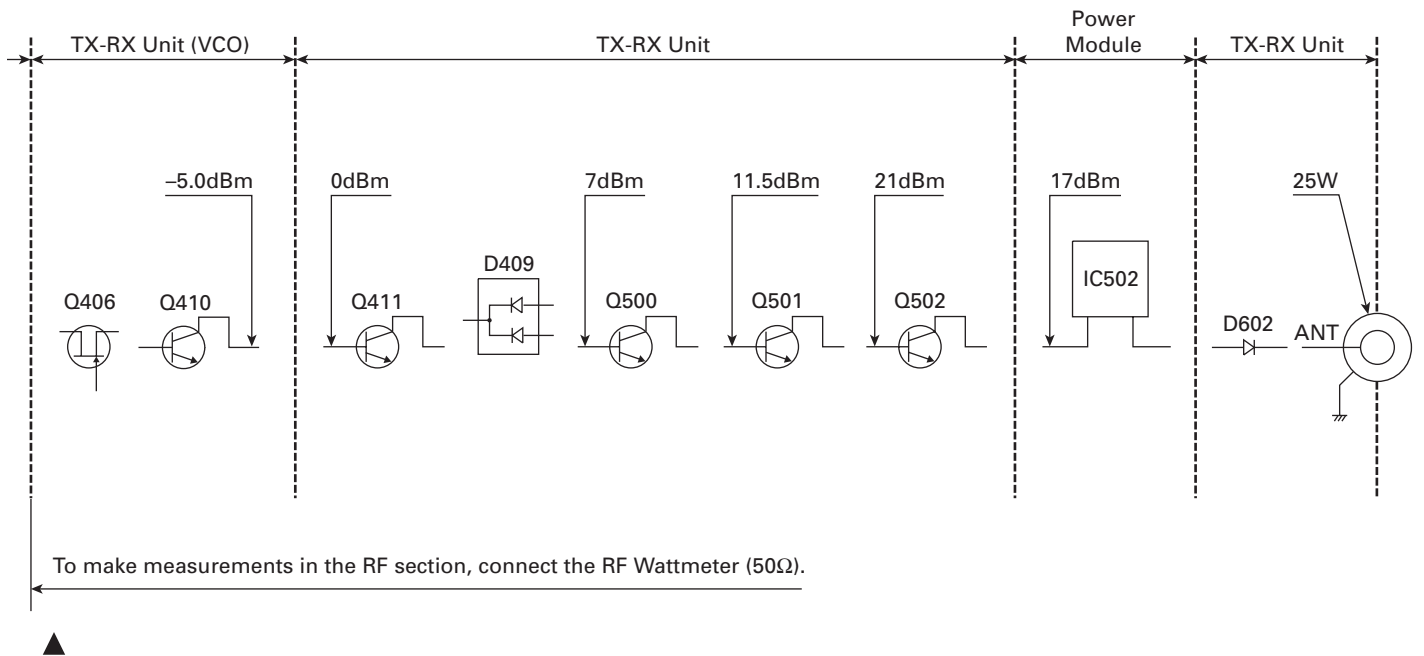 TX-RX Unit (VCO)
TX-RX Unit
Power
Module
TX-RX Unit
–5.0dBm
0dBm
7dBm
11.5dBm
21dBm
17dBm
25W
Q406
Q410
Q411
D409
Q500
Q501
Q502
IC502
D602
ANT
To make measurements in the RF section, connect the RF Wattmeter (50Ω).